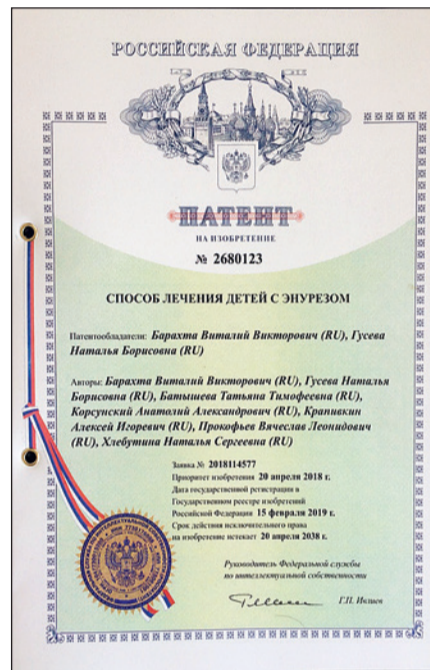 РОССИЙСКАЯ ФЕДЕРАЦИЯ
ПАТЕНТ
НА ИЗОБРЕТЕНИЕ
№ 2680123
СПОСОБ ЛЕЧЕНИЯ ДЕТЕЙ С ЭНУРЕЗОМ
Патентообладатели: Барахта Виталий Викторович (RU), Гусева
Наталья Борисовна (RU)
Авторы: Барахта Виталий Викторович (RU), Гусева Наталья
Борисовна (RU), Батышева Татьяна Тимофеевна (RU),
Корсунский Анатолий Александрович (RU), Крапивкин
Алексей Игоревич (RU), Прокофьев Вячеслав Леонидович
(RU), Хлебутина Наталья Сергеевна (RU)
Заявка № 2018114577
Приоритет изобретения 20 апреля 2018 г.
Дата государственной регистрации в
Государственном реестре изобретений
Российской Федерации 15 февраля 2019 г.
Срок действия исключительного права
на изобретение истекает 20 апреля 2038 г.
Руководитель Федеральной службы
по интеллектуальной собственности
Г.П. Ивлиев